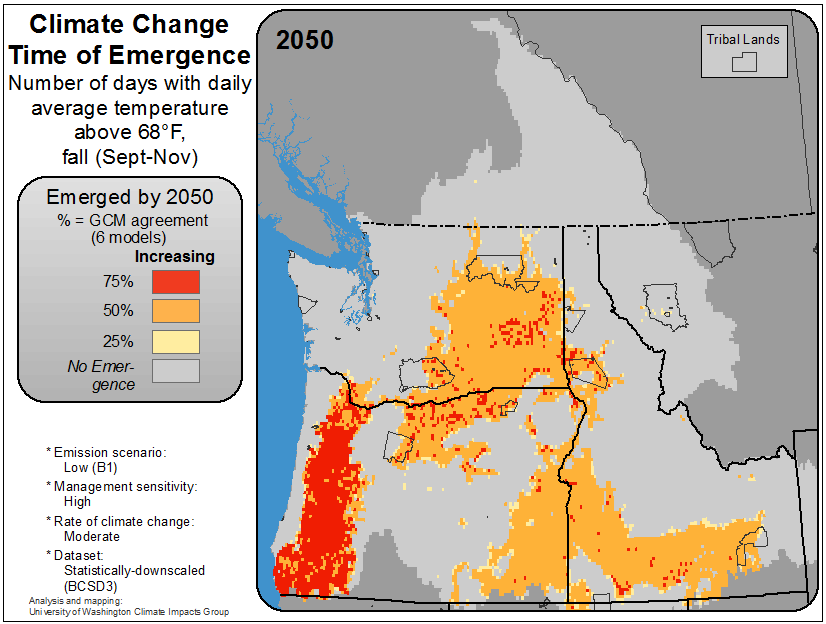 Climate Change
Time of Emergence
Number of days with daily
average temperature
above 68°F,
fall (Sept-Nov)
Emerged by 2050
% = GCM agreement
(6 models)
Increasing
75%
50%
25%
No Emer-
gence
* Emission scenario:
Low (B1)
* Management sensitivity:
High
* Rate of climate change:
Moderate
* Dataset:
Statistically-downscaled
(BCSD3)
Analysis and mapping:
University of Washington Climate Impacts Group
2050
Tribal Lands